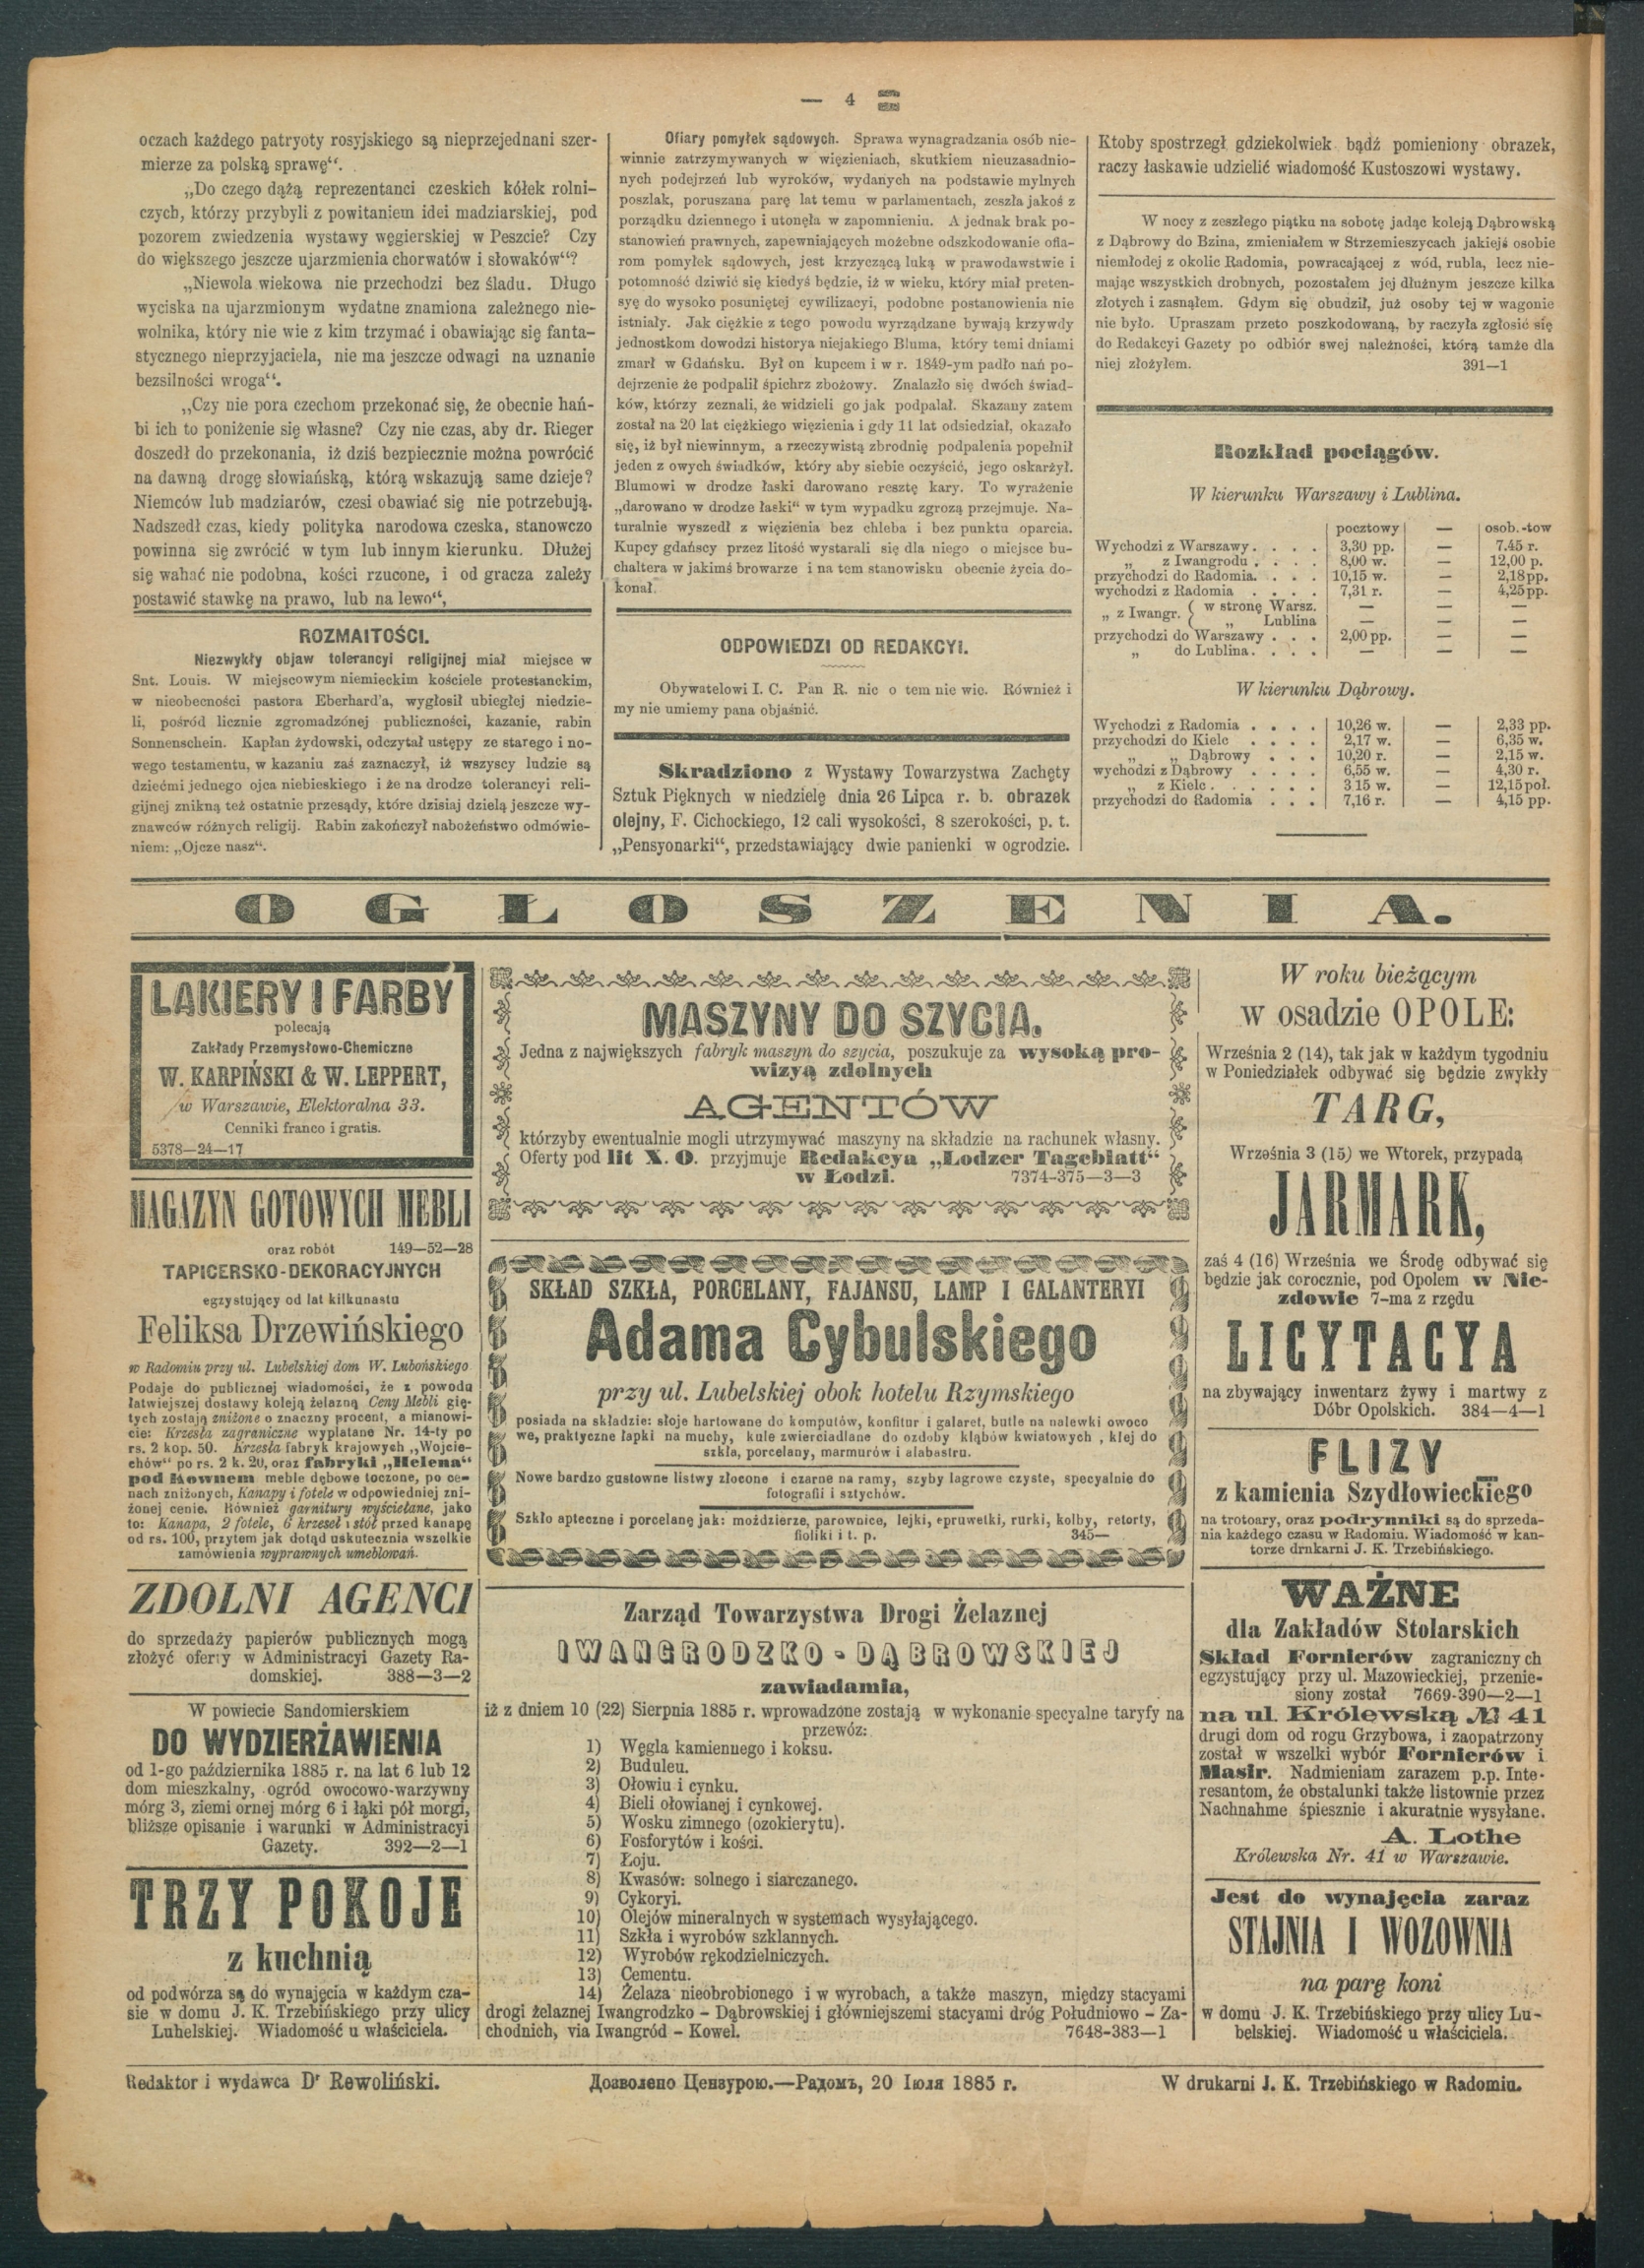 — 4 —
oczach każdego patryoty rosyjskiego są nieprzejednani szer-
mierze za polską sprawę“.
„Do czego dążą reprezentanci czeskich kółek rolni-
czych, którzy przybyli z powitaniem idei madziarskiej, pod
pozorem zwiedzenia wystawy węgierskiej w Peszcie? Czy
do większego jeszcze ujarzmienia chorwatów i słowaków“?
„Niewola wiekowa nie przechodzi bez śladu. Długo
wyciska na ujarzmionym wydatne znamiona zależnego nie-
wolnika, który nie wie z kim trzymać i obawiając się fanta-
stycznego nieprzyjaciela, nie ma jeszcze odwagi na uznanie
bezsilności wroga“.
„Czy nie pora czechom przekonać się, że obecnie hań-
bi ich to poniżenie się własne? Czy nie czas, aby dr. Rieger
doszedł do przekonania, iż dziś bezpiecznie można powrócić
na dawną drogę słowiańską, którą wskazują same dzieje?
Niemców lub madziarów, czesi obawiać się nie potrzebują.
Nadszedł czas, kiedy polityka narodowa czeska, stanowczo
powinna się zwrócić w tym lub innym kierunku. Dłużej
się wahać nie podobna, kości rzucone, i od gracza zależy
postawić stawkę na prawo, lub na lewo“,
ROZMAITOŚCI.
Niezwykły objaw tolerancyi religijnej miał miejsce w
Snt. Louis. W miejscowym niemieckim kościele protestanckim,
w nieobecności pastora Eberhard'a, wygłosił ubiegłej niedzie-
li, pośród licznie zgromadzónej publiczności, kazanie, rabin
Sonnenschein. Kapłan żydowski, odczytał ustępy ze starego i no-
wego testamentu, w kazaniu zaś zaznaczył, iż wszyscy ludzie są
dziećmi jednego ojca niebieskiego i że na drodze tolerancyi reli-
gijnej znikną też ostatnie przesądy, które dzisiaj dzielą jeszcze wy-
znawców różnych religij. Rabin zakończył nabożeństwo odmówie-
niem: „Ojcze nasz“.
Ofiary pomyłek sądowych. Sprawa wynagradzania osób nie-
winnie zatrzymywanych w więzieniach, skutkiem nieuzasadnio-
nych podejrzeń lub wyroków, wydanych na podstawie mylnych
poszlak, poruszana parę lat temu w parlamentach, zeszła jakoś z
porządku dziennego i utonęła w zapomnieniu. A jednak brak po-
stanowień prawnych, zapewniających możebne odszkodowanie ofia-
rom pomyłek sądowych, jest krzyczącą luką w prawodawstwie i
potomność dziwić się kiedyś będzie, iż w wieku, który miał preten-
syę do wysoko posuniętej cywilizacyi, podobne postanowienia nie
istniały. Jak ciężkie z tego powodu wyrządzane bywają krzywdy
jednostkom dowodzi historya niejakiego Bluma, który temi dniami
zmarł w Gdańsku. Był on kupcem i w r. 1849-ym padło nań po-
dejrzenie że podpalił śpichrz zbożowy. Znalazło się dwóch świad-
ków, którzy zeznali, że widzieli go jak podpalał. Skazany zatem
został na 20 lat ciężkiego więzienia i gdy 11 lat odsiedział, okazało
się, iż był niewinnym, a rzeczywistą zbrodnię podpalenia popełnił
jeden z owych świadków, który aby siebie oczyścić, jego oskarżył.
Blumowi w drodze łaski darowano resztę kary. To wyrażenie
„darowano w drodze łaski“ w tym wypadku zgrozą przejmuje. Na-
turalnie wyszedł z więzienia bez chleba i bez punktu oparcia.
Kupcy gdańscy przez litość wystarali się dla niego o miejsce bu-
chaltera w jakimś browarze i na tem stanowisku obecnie życia do-
konał.
ODPOWIEDZI OD REDAKCYI.
Obywatelowi I. C. Pan R. nic o tem nie wie. Również i
my nie umiemy pana objaśnić.
Skradziono z Wystawy Towarzystwa Zachęty
Sztuk Pięknych w niedzielę dnia 26 Lipca r. b. obrazek
olejny, F. Cichockiego, 12 cali wysokości, 8 szerokości, p. t.
„Pensyonarki“, przedstawiający dwie panienki w ogrodzie.
Ktoby spostrzegł gdziekolwiek bądź pomieniony obrazek,
raczy łaskawie udzielić wiadomość Kustoszowi wystawy.
W nocy z zeszłego piątku na sobotę jadąc koleją Dąbrowską
z Dąbrowy do Bzina, zmieniałem w Strzemieszycach jakiejś osobie
niemłodej z okolic Radomia, powracającej z wód, rubla, lecz nie-
mając wszystkich drobnych, pozostałem jej dłużnym jeszcze kilka
złotych i zasnąłem. Gdym się obudził, już osoby tej w wagonie
nie było. Upraszam przeto poszkodowaną, by raczyła zgłosić się
do Redakcyi Gazety po odbiór swej należności, którą tamże dla
niej złożyłem. 391—1
Rozkład pociągów.
W kierunku Warszawy i Lublina.
pocztowy — osob.-tow
Wychodzi z Warszawy. . . . 3,30 pp. — 7.45 r.
„ z Iwangrodu . . . . 8,00 w. — 12,00 p.
przychodzi do Radomia. . . . 10,15 w. — 2,18 pp.
wychodzi z Radomia . . . . 7,31 r. — 4,25 pp.
„ z Iwangr. { w stronę Warsz. — — —
„ Lublina — — —
przychodzi do Warszawy . . . 2,00 pp. — —
„ do Lublina. . . . — — —
W kierunku Dąbrowy.
Wychodzi z Radomia . . . . 10,26 w. — 2,33 pp.
przychodzi do Kielc . . . . 2,17 w. — 6,35 w.
„ „ Dąbrowy . . . 10,20 r. — 2,15 w.
wychodzi z Dąbrowy . . . . 6,55 w. — 4,30 r.
„ z Kielc . . . . . . 3 15 w. — 12,15 poł.
przychodzi do Radomia . . . 7,16 r. — 4,15 pp.
OGŁOSZENIA.
LAKIERY I FARBY
polecają
Zakłady Przemysłowo-Chemiczne
W. KARPIŃSKI & W. LEPPERT,
w Warszawie, Elektoralna 33.
Cenniki franco i gratis.
5378—24—17
MAGAZYN GOTOWYCH MEBLI
oraz robót 149—52—28
TAPICERSKO-DEKORACYJNYCH
egzystujący od lat kilkunastu
Feliksa Drzewińskiego
w Radomiu przy ul. Lubelskiej dom W. Lubońskiego
Podaje do publicznej wiadomości, że z powodu
łatwiejszej dostawy koleją żelazną Ceny Mebli gię-
tych zostają zniżone o znaczny procent, a mianowi-
cie: Krzesła zagraniczne wyplatane Nr. 14-ty po
rs. 2 kop. 50. Krzesła fabryk krajowych „Wojcie-
chów“ po rs. 2 k. 20, oraz fabryki „Helena“
pod Kownem meble dębowe toczone, po ce-
nach zniżonych, Kanapy i fotele w odpowiedniej zni-
żonej cenie. Również garnitury wyściełane, jako
to: Kanapa, 2 fotele, 6 krzeseł i stół przed kanapę
od rs. 100, przytem jak dotąd uskutecznia wszelkie
zamówienia wyprawnych umeblowań.
ZDOLNI AGENCI
do sprzedaży papierów publicznych mogą
złożyć oferty w Administracyi Gazety Ra-
domskiej. 388—3—2
W powiecie Sandomierskiem
DO WYDZIERŻAWIENIA
od 1-go października 1885 r. na lat 6 lub 12
dom mieszkalny, ogród owocowo-warzywny
mórg 3, ziemi ornej mórg 6 i łąki pół morgi,
bliższe opisanie i warunki w Administracyi
Gazety. 392—2—1
TRZY POKOJE
z kuchnią
od podwórza są do wynajęcia w każdym cza-
sie w domu J. K. Trzebińskiego przy ulicy
Luhelskiej. Wiadomość u właściciela.
MASZYNY DO SZYCIA.
Jedna z największych fabryk maszyn do szycia, poszukuje za wysoką pro-
wizyą zdolnych
AGENTÓW
którzyby ewentualnie mogli utrzymywać maszyny na składzie na rachunek własny.
Oferty pod lit X. O. przyjmuje Redakcya „Lodzer Tageblatt“
w Łodzi. 7374-375—3—3
SKŁAD SZKŁA, PORCELANY, FAJANSU, LAMP I GALANTERYI
Adama Cybulskiego
przy ul. Lubelskiej obok hotelu Rzymskiego
posiada na składzie: słoje hartowane do komputów, konfitur i galaret, butle na nalewki owoco
we, praktyczne łapki na muchy, kule zwierciadlane do ozdoby kląbów kwiatowych , klej do
szkła, porcelany, marmurów i alabastru.
Nowe bardzo gustowne listwy złocone i czarne na ramy, szyby lagrowe czyste, specyalnie do
fotografii i sztychów.
Szkło apteczne i porcelanę jak: moździerze, parownice, lejki, epruwetki, rurki, kolby, retorty,
fioliki i t. p. 345—
Zarząd Towarzystwa Drogi Żelaznej
IWANGRODZKO-DĄBROWSKIEJ
zawiadamia,
iż z dniem 10 (22) Sierpnia 1885 r. wprowadzone zostają w wykonanie specyalne taryfy na
przewóz:
1) Węgla kamiennego i koksu.
2) Buduleu.
3) Ołowiu i cynku.
4) Bieli ołowianej i cynkowej.
5) Wosku zimnego (ozokierytu).
6) Fosforytów i kości.
7) Łoju.
8) Kwasów: solnego i siarczanego.
9) Cykoryi.
10) Olejów mineralnych w systemach wysyłającego.
11) Szkła i wyrobów szklannych.
12) Wyrobów rękodzielniczych.
13) Cementu.
14) Żelaza nieobrobionego i w wyrobach, a także maszyn, między stacyami
drogi żelaznej Iwangrodzko – Dąbrowskiej i główniejszemi stacyami dróg Południowo – Za-
chodnich, via Iwangród – Kowel. 7648-383—1
W roku bieżącym
w osadzie OPOLE:
Września 2 (14), tak jak w każdym tygodniu
w Poniedziałek odbywać się będzie zwykły
TARG,
Września 3 (15) we Wtorek, przypadą
JARMARK,
zaś 4 (16) Września we Środę odbywać się
będzie jak corocznie, pod Opolem w Nie-
zdowie 7-ma z rzędu
LICYTACYA
na zbywający inwentarz żywy i martwy z
Dóbr Opolskich. 384—4—1
FLIZY
z kamienia Szydłowieckiego
na trotoary, oraz podrynniki są do sprzeda-
nia każdego czasu w Radomiu. Wiadomość w kan-
torze drnkarni J. K. Trzebińskiego.
WAŻNE
dla Zakładów Stolarskich
Skład Fornierów zagranicznych
egzystujący przy ul. Mazowieckiej, przenie-
siony został 7669-390—2—1
na ul. Królewską № 41
drugi dom od rogu Grzybowa, i zaopatrzony
został w wszelki wybór Fornierów i
Masir. Nadmieniam zarazem p.p. Inte-
resantom, że obstalunki także listownie przez
Nachnahme śpiesznie i akuratnie wysyłane.
A. Lothe
Królewska Nr. 41 w Warszawie.
Jest do wynajęcia zaraz
STAJNIA I WOZOWNIA
na parę koni
w domu J. K. Trzebińskiego przy ulicy Lu-
belskiej. Wiadomość u właściciela.
Redaktor i wydawca Dr Rewoliński.
Дозволено Цензурою.—Радомъ, 20 Іюля 1885 г.
W drukarni J. K. Trzebińskiego w Radomiu.